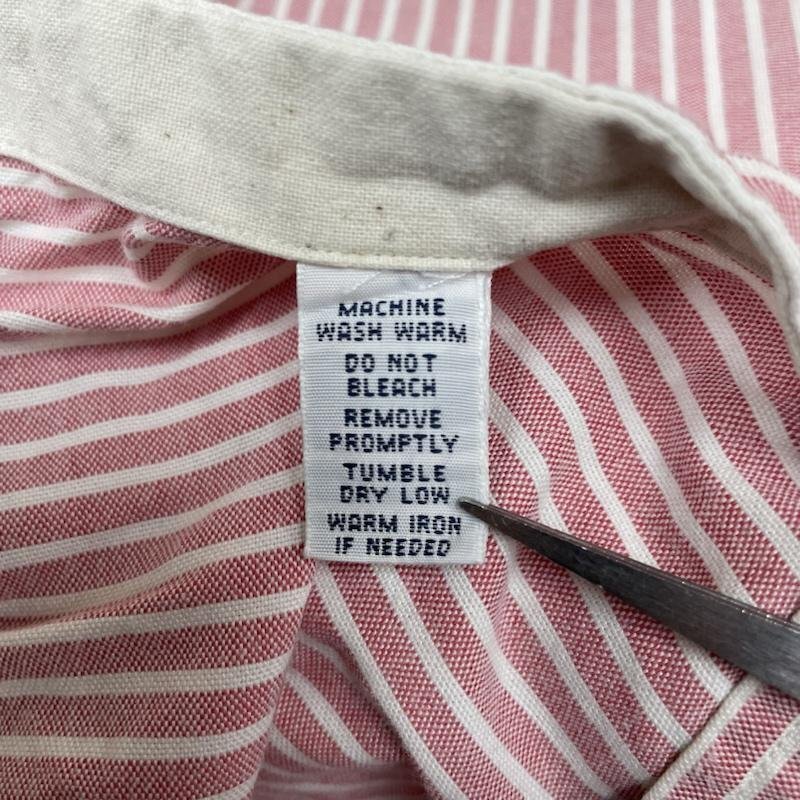 MACHINE
WASH WARM
DO NOT
BLEACH
REMOVE
PROMPTLY
TUMBLE
DRY LOW
WARM IRON
IF NEEDED